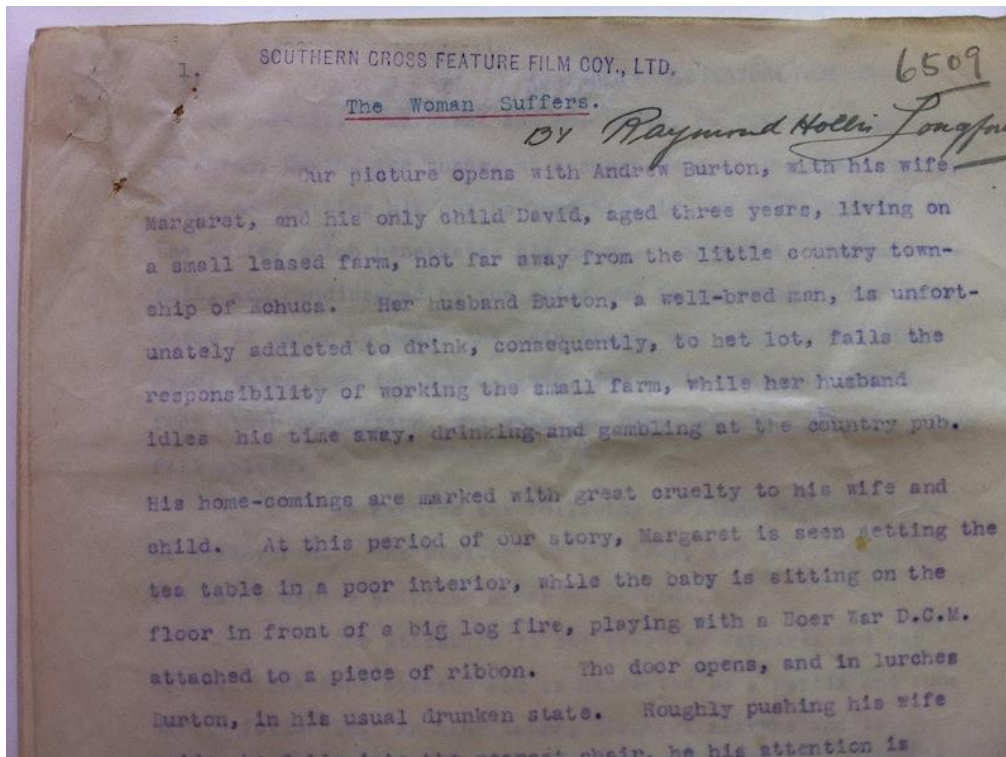 1.
SOUTHERN CROSS FEATURE FILM COY., LTD.
6509
The Woman Suffers.
BY Raymond Hollis Longfor
Our picture opens with Andrew Burton, with his wife
Margaret, and his only child David, aged three years, living on
a small leased farm, not far away from the little country town-
ship of Echuca. Her husband Burton, a well-bred man, is unfort-
unately addicted to drink, consequently, to het lot, falls the
responsibility of working the small farm, while her husband
idles his time away, drinking and gambling at the country pub.
His home-comings are marked with great cruelty to his wife and
child. At this period of our story, Margaret is seen setting the
tea table in a poor interior, while the baby is sitting on the
floor in front of a big log fire, playing with a Boer War D.C.M.
attached to a piece of ribbon. The door opens, and in lurches
Burton, in his usual drunken state. Roughly pushing his wife
chair, he his attention is